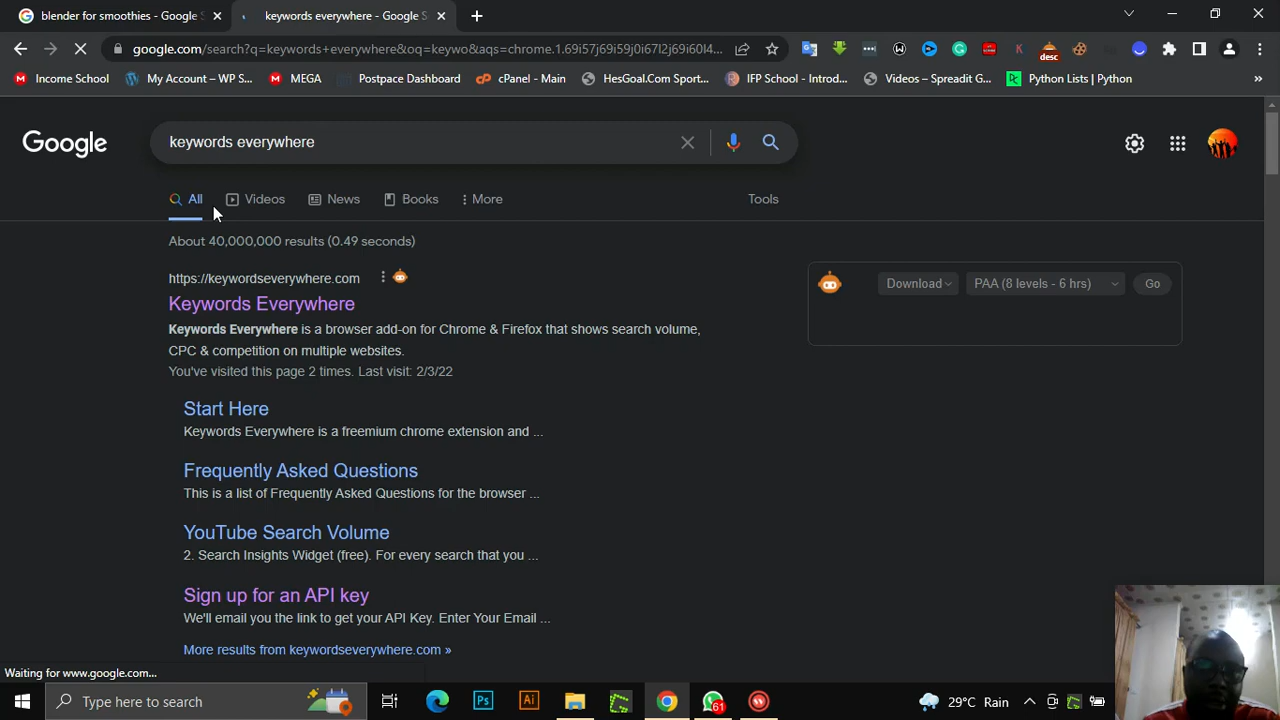 blender for smoothies - Google S
keywords everywhere - Google S
google.com/search?q=keywords+everywhere&oq=keywo&aqs=chrome.1.69i57j69i59j0i67l2j69i60l4...
desc
Income School
My Account – WP S...
MEGA
Postpace Dashboard
cPanel - Main
HesGoal.Com Sport...
IFP School - Introd...
Videos – Spreadit G...
Python Lists | Python
»
Google
keywords everywhere
All
Videos
News
Books
More
Tools
About 40,000,000 results (0.49 seconds)
https://keywordseverywhere.com
Keywords Everywhere
Keywords Everywhere is a browser add-on for Chrome & Firefox that shows search volume,
CPC & competition on multiple websites.
You've visited this page 2 times. Last visit: 2/3/22
Download
PAA (8 levels - 6 hrs)
Go
Start Here
Keywords Everywhere is a freemium chrome extension and ...
Frequently Asked Questions
This is a list of Frequently Asked Questions for the browser ...
YouTube Search Volume
2. Search Insights Widget (free). For every search that you ...
Sign up for an API key
We'll email you the link to get your API Key. Enter Your Email ...
More results from keywordseverywhere.com »
Waiting for www.google.com...
Type here to search
Ps
Ai
61
29°C Rain